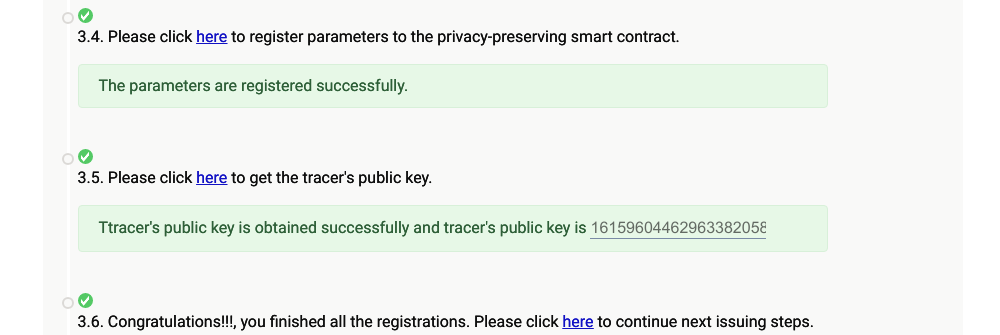 3.4. Please click here to register parameters to the privacy-preserving smart contract.
The parameters are registered successfully.
3.5. Please click here to get the tracer's public key.
Ttracer's public key is obtained successfully and tracer's public key is 16159604462963382058
3.6. Congratulations!!!, you finished all the registrations. Please click here to continue next issuing steps.